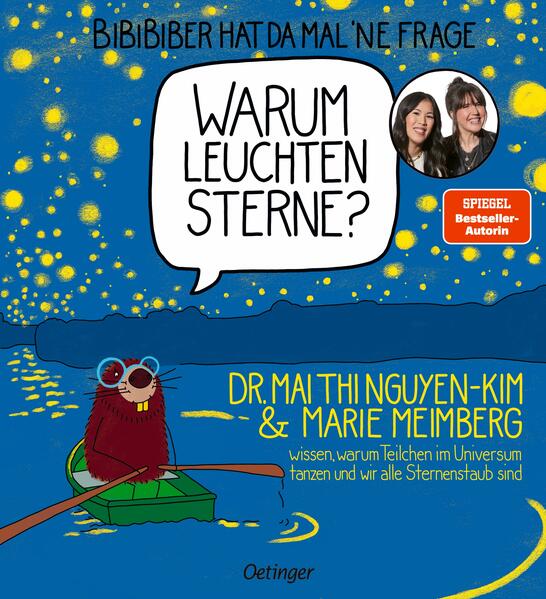 BiBiBiBER HAT DA MAL 'NE FRAGE
WARUM
LEUCHTEN
STERNE?
SPIEGEL
Bestseller-
Autorin
DR. MAI THI NGUYEN-KIM
& MARIE MEIMBERG
wissen, warum Teilchen im Universum
tanzen und wir alle Sternenstaub sind
Oetinger